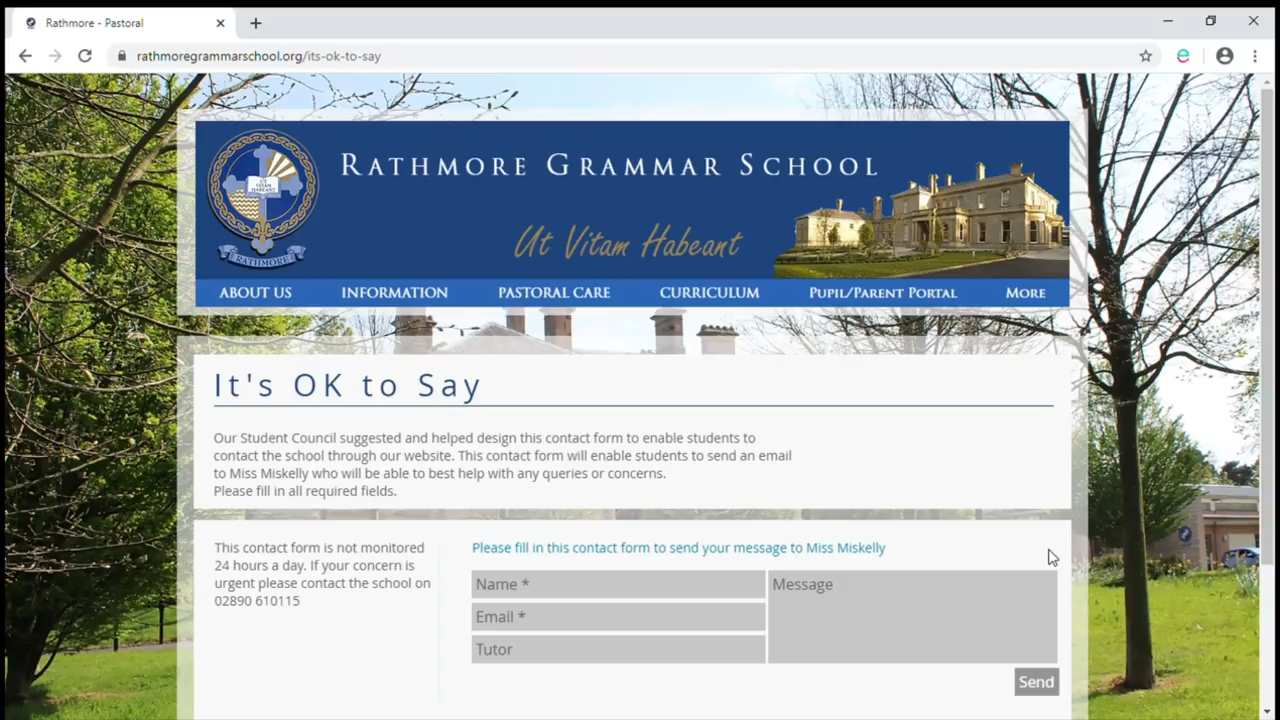 Rathmore - Pastoral
rathmoregrammarschool.org/its-ok-to-say
RATHMORE GRAMMAR SCHOOL
Ut Vitam Habeant
UT VITAM HABEANT
RATHMORE
ABOUT US INFORMATION PASTORAL CARE CURRICULUM PUPIL/PARENT PORTAL MORE
It's OK to Say
Our Student Council suggested and helped design this contact form to enable students to
contact the school through our website. This contact form will enable students to send an email
to Miss Miskelly who will be able to best help with any queries or concerns.
Please fill in all required fields.
This contact form is not monitored
24 hours a day. If your concern is
urgent please contact the school on
02890 610115
Please fill in this contact form to send your message to Miss Miskelly
Name *
Email *
Tutor
Message
Send